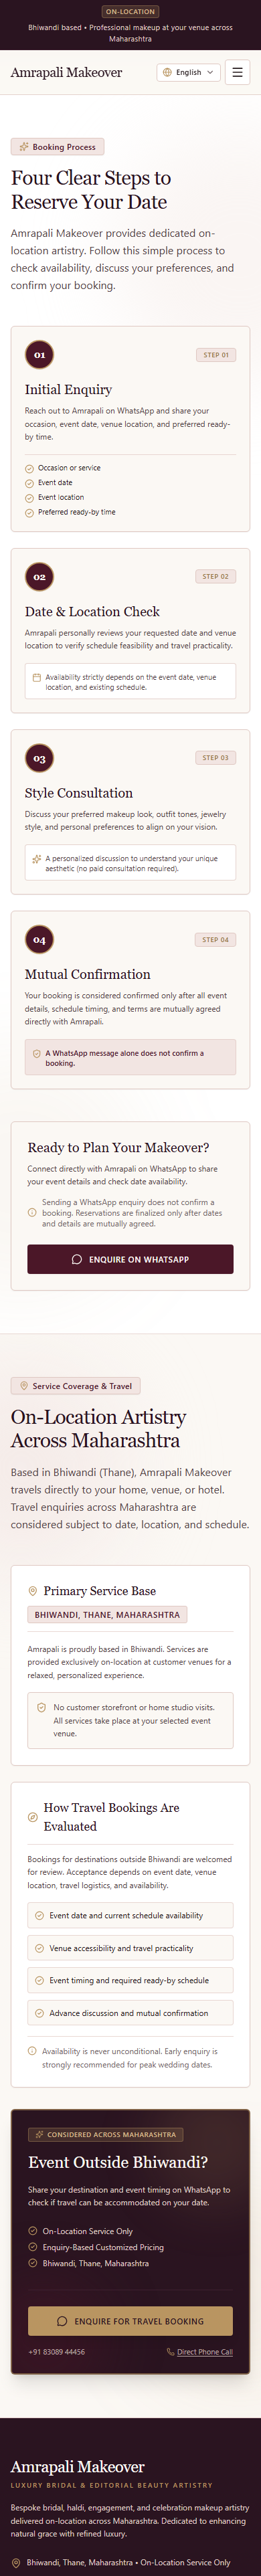 ON-LOCATION
Bhiwandi based • Professional makeup at your venue across
Maharashtra
Amrapali Makeover
English
Booking Process
Four Clear Steps to
Reserve Your Date
Amrapali Makeover provides dedicated on-
location artistry. Follow this simple process to
check availability, discuss your preferences, and
confirm your booking.
01
STEP 01
Initial Enquiry
Reach out to Amrapali on WhatsApp and share your
occasion, event date, venue location, and preferred ready-
by time.
Occasion or service
Event date
Event location
Preferred ready-by time
02
STEP 02
Date & Location Check
Amrapali personally reviews your requested date and venue
location to verify schedule feasibility and travel practicality.
Availability strictly depends on the event date, venue
location, and existing schedule.
03
STEP 03
Style Consultation
Discuss your preferred makeup look, outfit tones, jewelry
style, and personal preferences to align on your vision.
A personalized discussion to understand your unique
aesthetic (no paid consultation required).
04
STEP 04
Mutual Confirmation
Your booking is considered confirmed only after all event
details, schedule timing, and terms are mutually agreed
directly with Amrapali.
A WhatsApp message alone does not confirm a
booking.
Ready to Plan Your Makeover?
Connect directly with Amrapali on WhatsApp to share
your event details and check date availability.
Sending a WhatsApp enquiry does not confirm a
booking. Reservations are finalized only after dates
and details are mutually agreed.
ENQUIRE ON WHATSAPP
Service Coverage & Travel
On-Location Artistry
Across Maharashtra
Based in Bhiwandi (Thane), Amrapali Makeover
travels directly to your home, venue, or hotel.
Travel enquiries across Maharashtra are
considered subject to date, location, and schedule.
Primary Service Base
BHIWANDI, THANE, MAHARASHTRA
Amrapali is proudly based in Bhiwandi. Services are
provided exclusively on-location at customer venues for a
relaxed, personalized experience.
No customer storefront or home studio visits.
All services take place at your selected event
venue.
How Travel Bookings Are
Evaluated
Bookings for destinations outside Bhiwandi are welcomed
for review. Acceptance depends on event date, venue
location, travel logistics, and availability.
Event date and current schedule availability
Venue accessibility and travel practicality
Event timing and required ready-by schedule
Advance discussion and mutual confirmation
Availability is never unconditional. Early enquiry is
strongly recommended for peak wedding dates.
CONSIDERED ACROSS MAHARASHTRA
Event Outside Bhiwandi?
Share your destination and event timing on WhatsApp to
check if travel can be accommodated on your date.
On-Location Service Only
Enquiry-Based Customized Pricing
Bhiwandi, Thane, Maharashtra
ENQUIRE FOR TRAVEL BOOKING
+91 83089 44456
Direct Phone Call
Amrapali Makeover
LUXURY BRIDAL & EDITORIAL BEAUTY ARTISTRY
Bespoke bridal, haldi, engagement, and celebration makeup artistry
delivered on-location across Maharashtra. Dedicated to enhancing
natural grace with refined luxury.
Bhiwandi, Thane, Maharashtra • On-Location Service Only